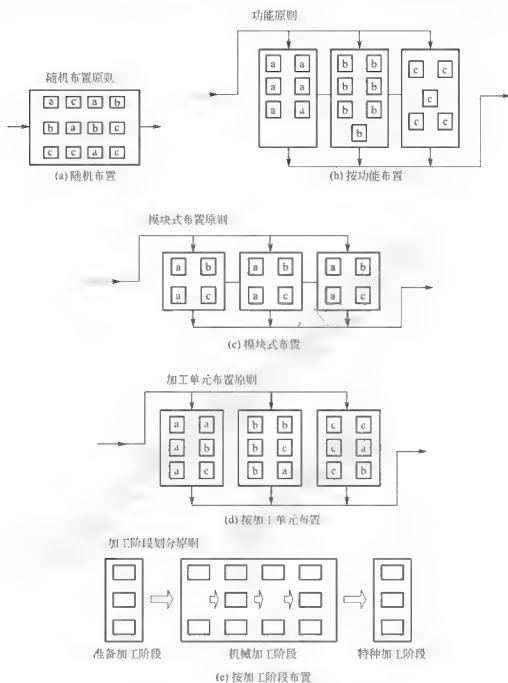 功能原则
a a b b c c
a a b b c
a a b b c c
b
随机布置原则
a c a b
b a b c
c c a c
(a) 随机布置
(b) 按功能布置
模块式布置原则
a b a b a b
a c a c a c
(c) 模块式布置
加工单元布置原则
a a b b c c
a b b c c a
a c b a c b
(d) 按加工单元布置
加工阶段划分原则
准备加工阶段 机械加工阶段 特种加工阶段
(e) 按加工阶段布置